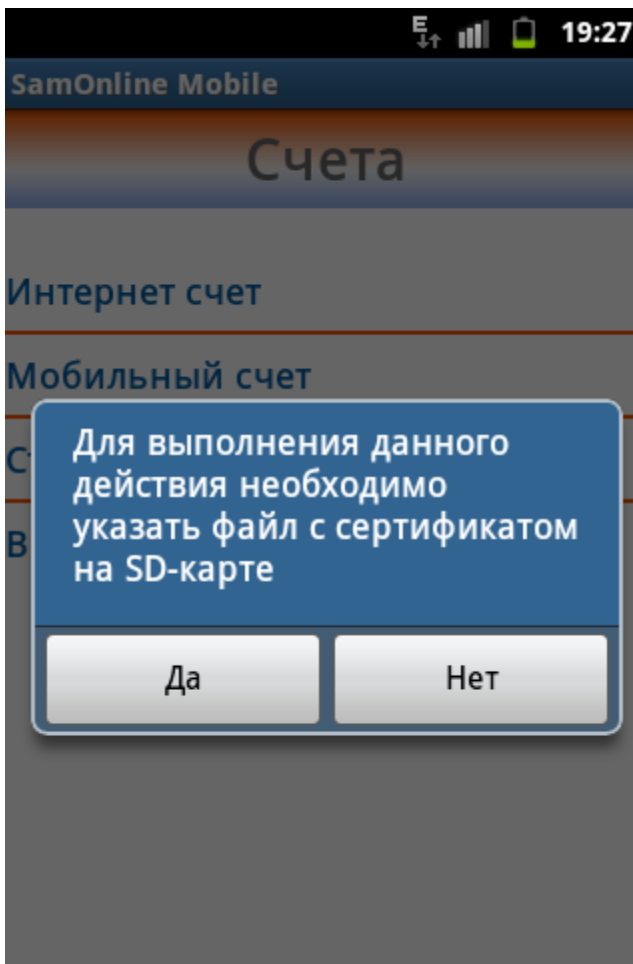 E
19:27
SamOnline Mobile
Счета
Интернет счет
Мобильный счет
Для выполнения данного
действия необходимо
указать файл с сертификатом
на SD-карте
Да
Нет